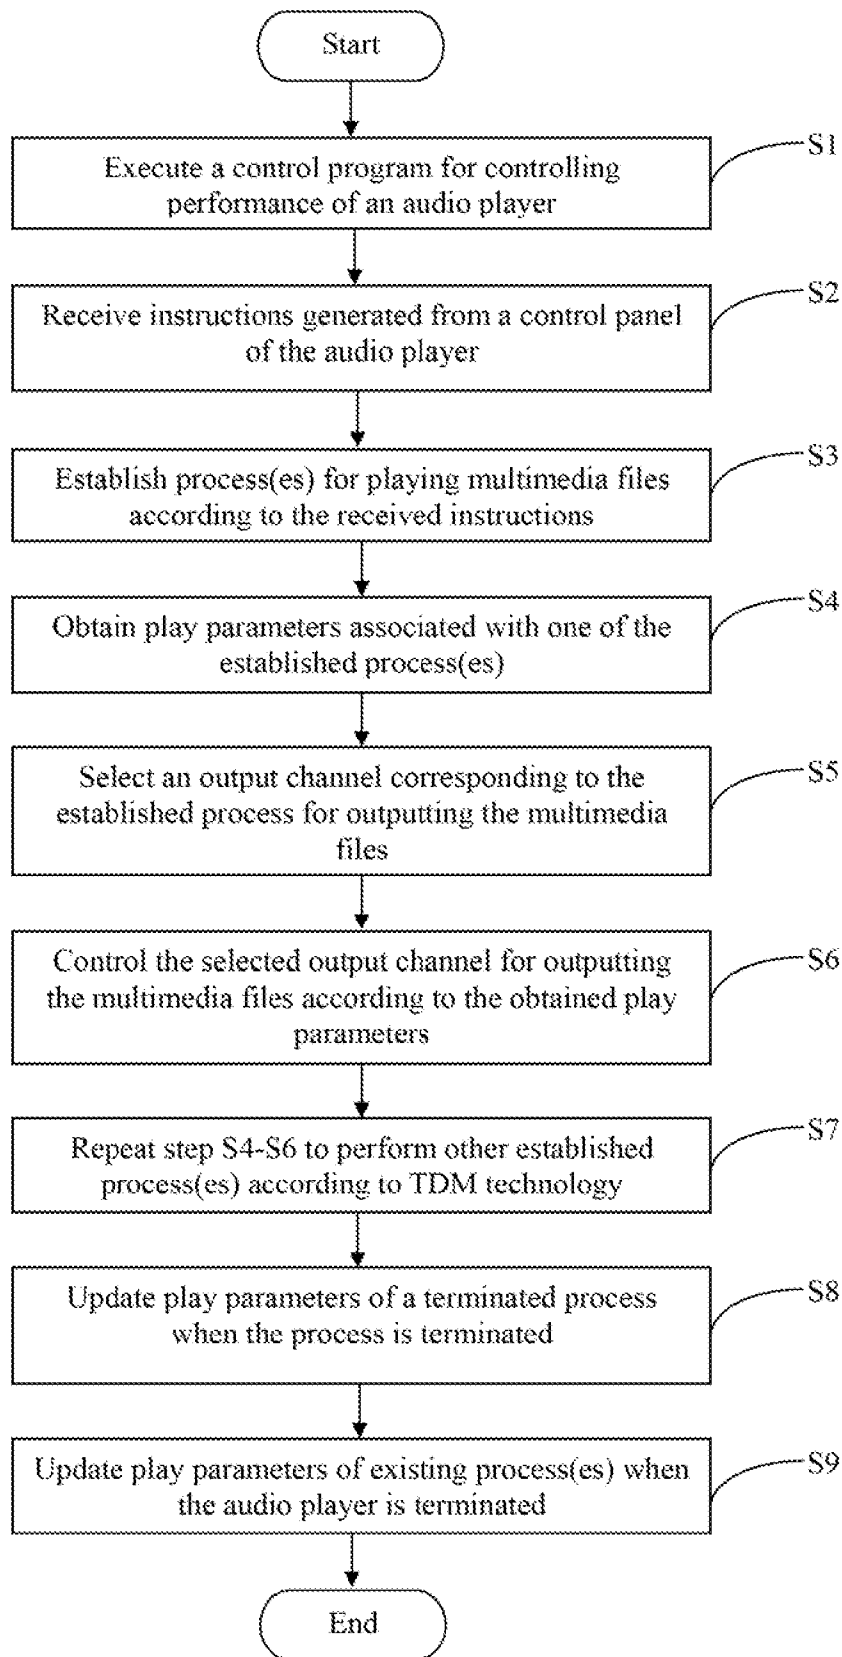 Start
Execute a control program for controlling
performance of an audio player
S1
Receive instructions generated from a control panel
of the audio player
S2
Establish process(es) for playing multimedia files
according to the received instructions
S3
Obtain play parameters associated with one of the
established process(es)
S4
Select an output channel corresponding to the
established process for outputting the multimedia
files
S5
Control the selected output channel for outputting
the multimedia files according to the obtained play
parameters
S6
Repeat step S4-S6 to perform other established
process(es) according to TDM technology
S7
Update play parameters of a terminated process
when the process is terminated
S8
Update play parameters of existing process(es) when
the audio player is terminated
S9
End